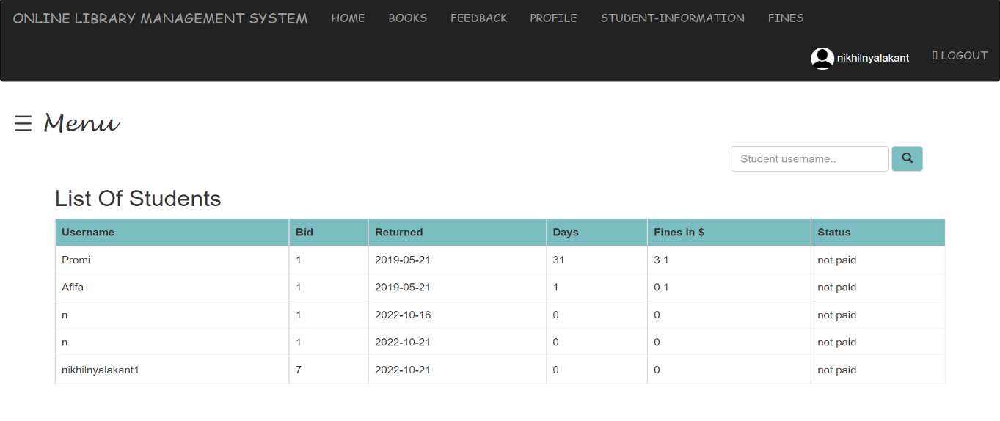 ONLINE LIBRARY MANAGEMENT SYSTEM HOME BOOKS FEEDBACK PROFILE STUDENT-INFORMATION FINES
nikhilnyalakant LOGOUT
☰ Menu
Student username..
List Of Students
Username Bid Returned Days Fines in $ Status
Promi 1 2019-05-21 31 3.1 not paid
Afifa 1 2019-05-21 1 0.1 not paid
n 1 2022-10-16 0 0 not paid
n 1 2022-10-21 0 0 not paid
nikhilnyalakant1 7 2022-10-21 0 0 not paid